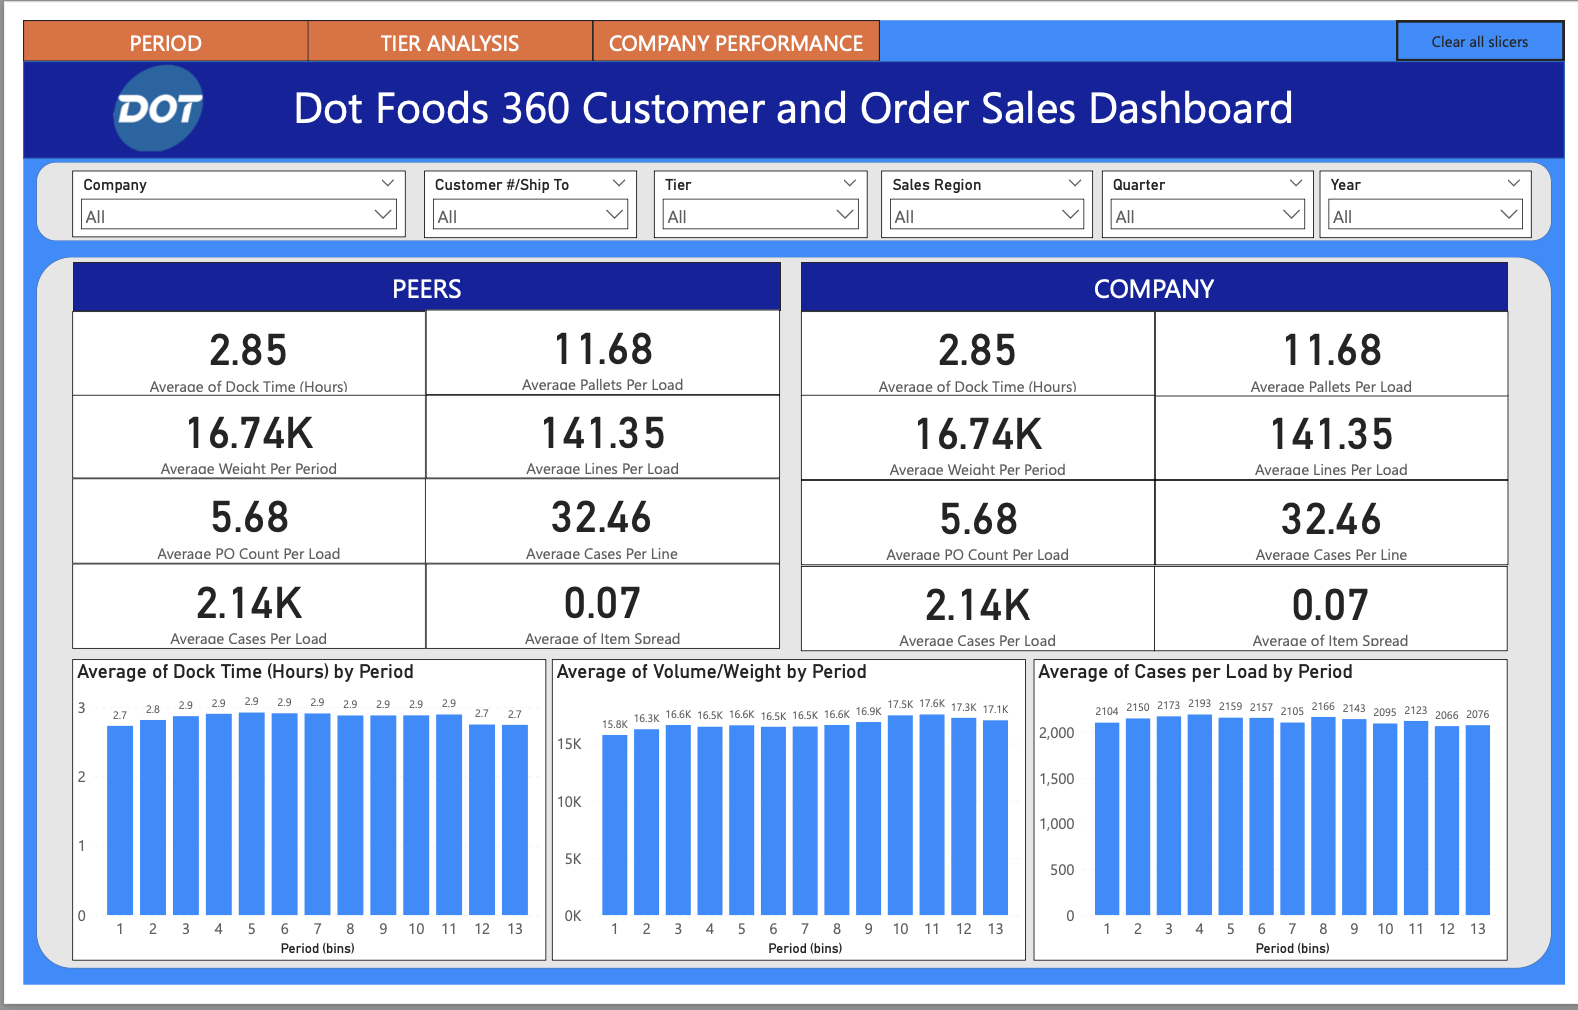 PERIOD TIER ANALYSIS COMPANY PERFORMANCE Clear all slicers
DOT Dot Foods 360 Customer and Order Sales Dashboard
Company Customer #/Ship To Tier Sales Region Quarter Year
All All All All All All
PEERS
2.85 11.68
Average of Dock Time (Hours) Average Pallets Per Load
16.74K 141.35
Average Weight Per Period Average Lines Per Load
5.68 32.46
Average PO Count Per Load Average Cases Per Line
2.14K 0.07
Average Cases Per Load Average of Item Spread
COMPANY
2.85 11.68
Average of Dock Time (Hours) Average Pallets Per Load
16.74K 141.35
Average Weight Per Period Average Lines Per Load
5.68 32.46
Average PO Count Per Load Average Cases Per Line
2.14K 0.07
Average Cases Per Load Average of Item Spread
Average of Dock Time (Hours) by Period
2.7 2.8 2.9 2.9 2.9 2.9 2.9 2.9 2.9 2.9 2.9 2.7 2.7
3
2
1
0
1 2 3 4 5 6 7 8 9 10 11 12 13
Period (bins)
Average of Volume/Weight by Period
15.8K 16.3K 16.6K 16.5K 16.6K 16.5K 16.5K 16.6K 16.9K 17.5K 17.6K 17.3K 17.1K
15K
10K
5K
0K
1 2 3 4 5 6 7 8 9 10 11 12 13
Period (bins)
Average of Cases per Load by Period
2104 2150 2173 2193 2159 2157 2105 2166 2143 2095 2123 2066 2076
2,000
1,500
1,000
500
0
1 2 3 4 5 6 7 8 9 10 11 12 13
Period (bins)